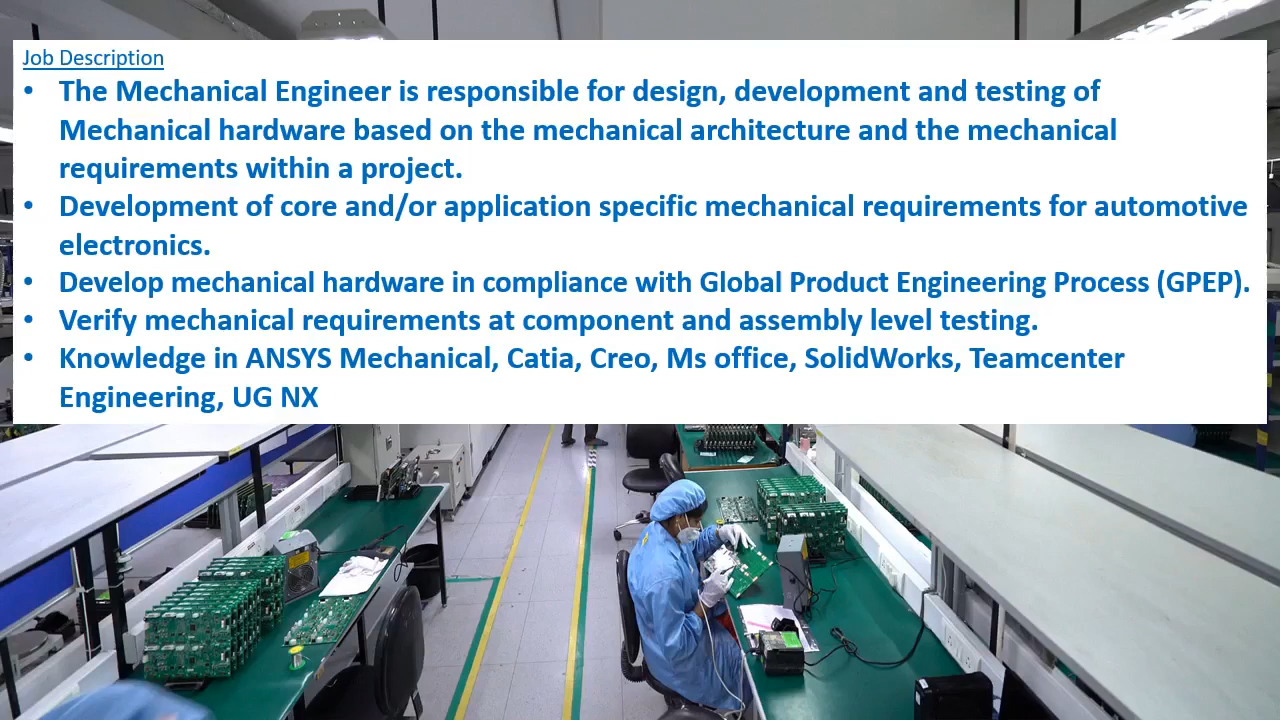 Job Description
• The Mechanical Engineer is responsible for design, development and testing of
Mechanical hardware based on the mechanical architecture and the mechanical
requirements within a project.
• Development of core and/or application specific mechanical requirements for automotive
electronics.
• Develop mechanical hardware in compliance with Global Product Engineering Process (GPEP).
• Verify mechanical requirements at component and assembly level testing.
• Knowledge in ANSYS Mechanical, Catia, Creo, Ms office, SolidWorks, Teamcenter
Engineering, UG NX